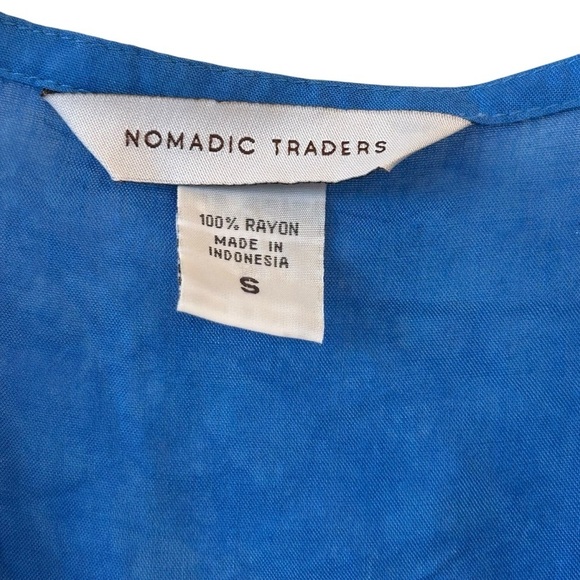 NOMADIC TRADERS
100% RAYON
MADE IN
INDONESIA
S